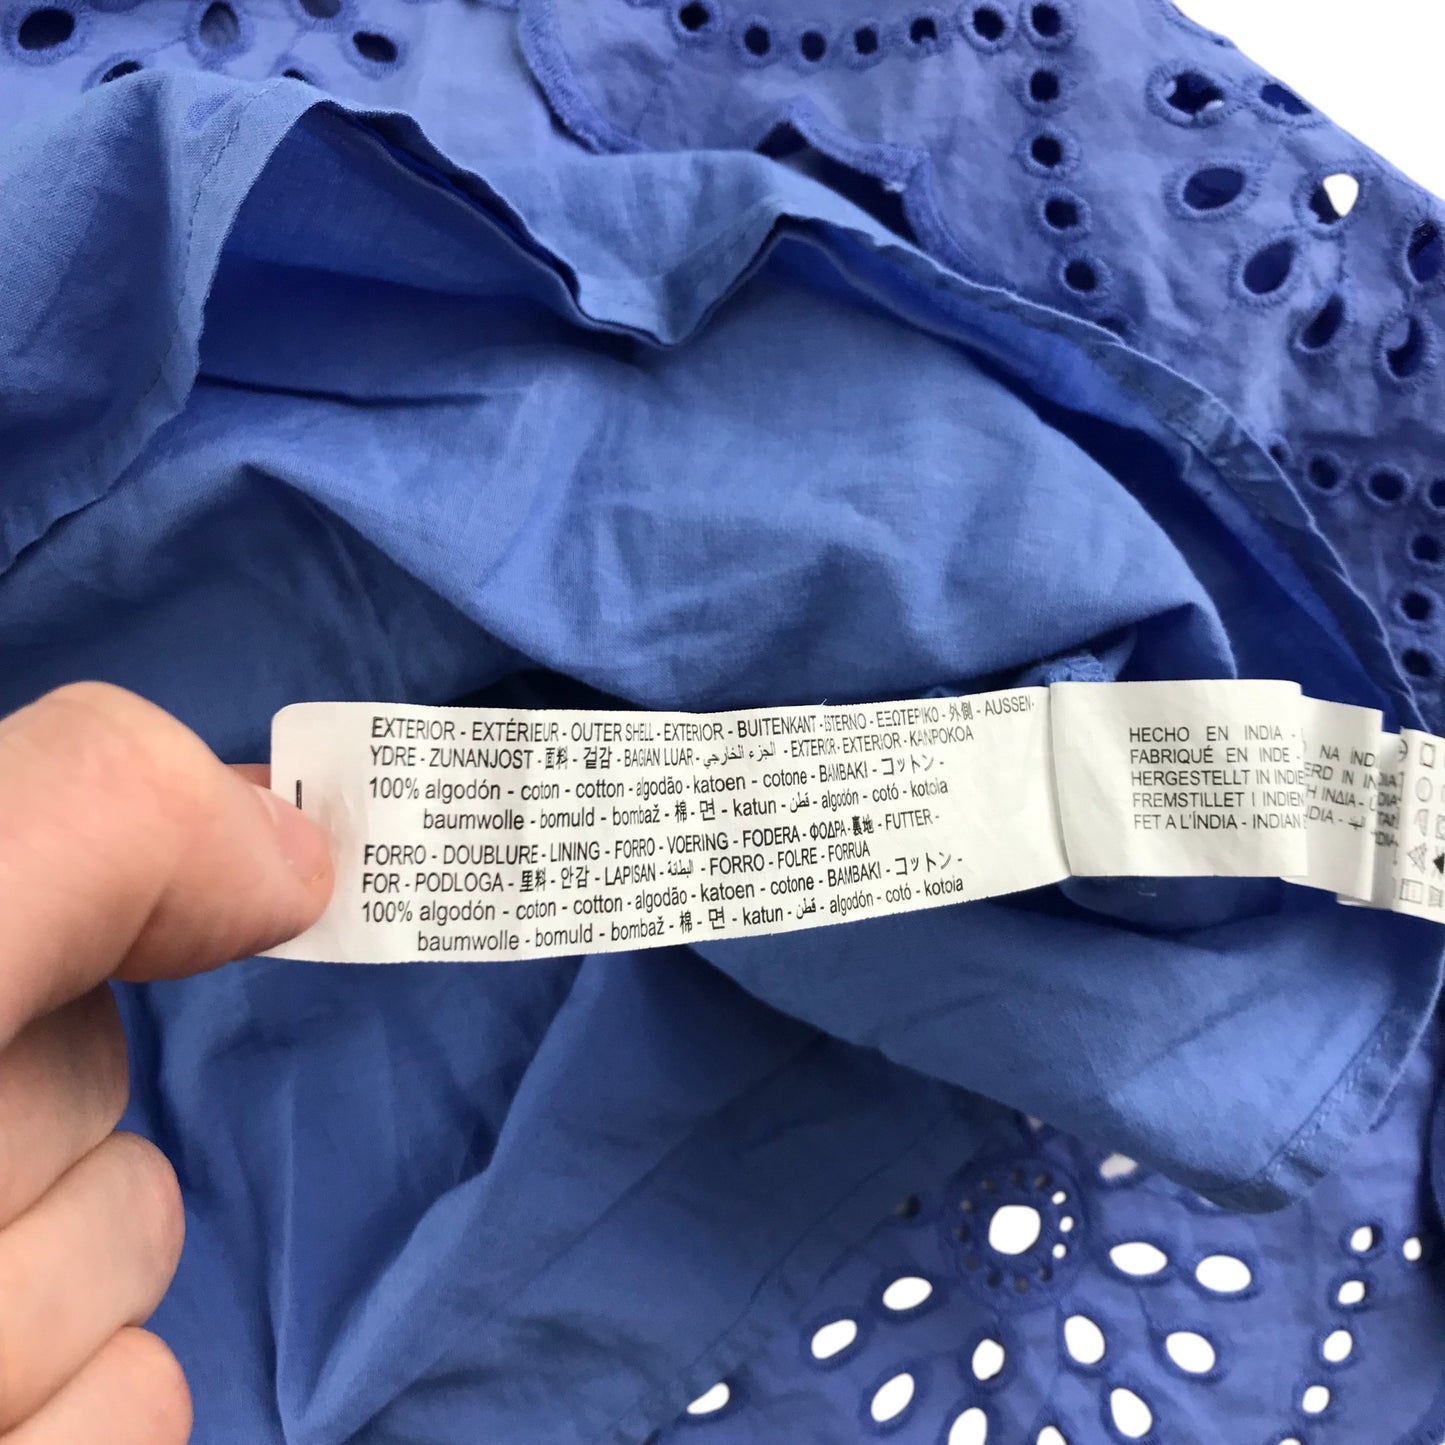 EXTERIOR - EXTÉRIEUR - OUTER SHELL - EXTERIOR - BUITENKANT - ESTERNO - ΕΞΩΤΕΡΙΚΟ - 外側 - AUSSEN-
YDRE - ZUNANJOST - 面料 - 겉감 - BAGIAN LUAR - الجزء الخارجي - EXTERIOR - EXTERIOR - KANPOKOA
100% algodón - coton - cotton - algodão - katoen - cotone - ΒΑΜΒΑΚΙ - コットン -
baumwolle - bomuld - bombaž - 棉 - 면 - katun - قطن - algodón - cotó - kotoia
FORRO - DOUBLURE - LINING - FORRO - VOERING - FODERA - ΦΟΔΡΑ - 裏地 - FUTTER -
FOR - PODLOGA - 里料 - 안감 - LAPISAN - البطانة - FORRO - FOLRE - FORRUA
100% algodón - coton - cotton - algodão - katoen - cotone - ΒΑΜΒΑΚΙ - コットン -
baumwolle - bomuld - bombaž - 棉 - 면 - katun - قطن - algodón - cotó - kotoia
HECHO EN INDIA -
FABRIQUÉ EN INDE -
HERGESTELLT IN INDIE
FREMSTILLET I INDIEN
FET A L'ÍNDIA - INDIAN